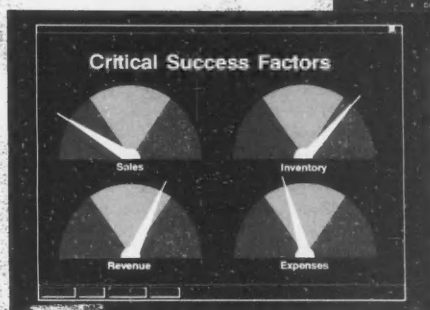 Critical Success Factors
Sales
Inventory
Revenue
Expenses